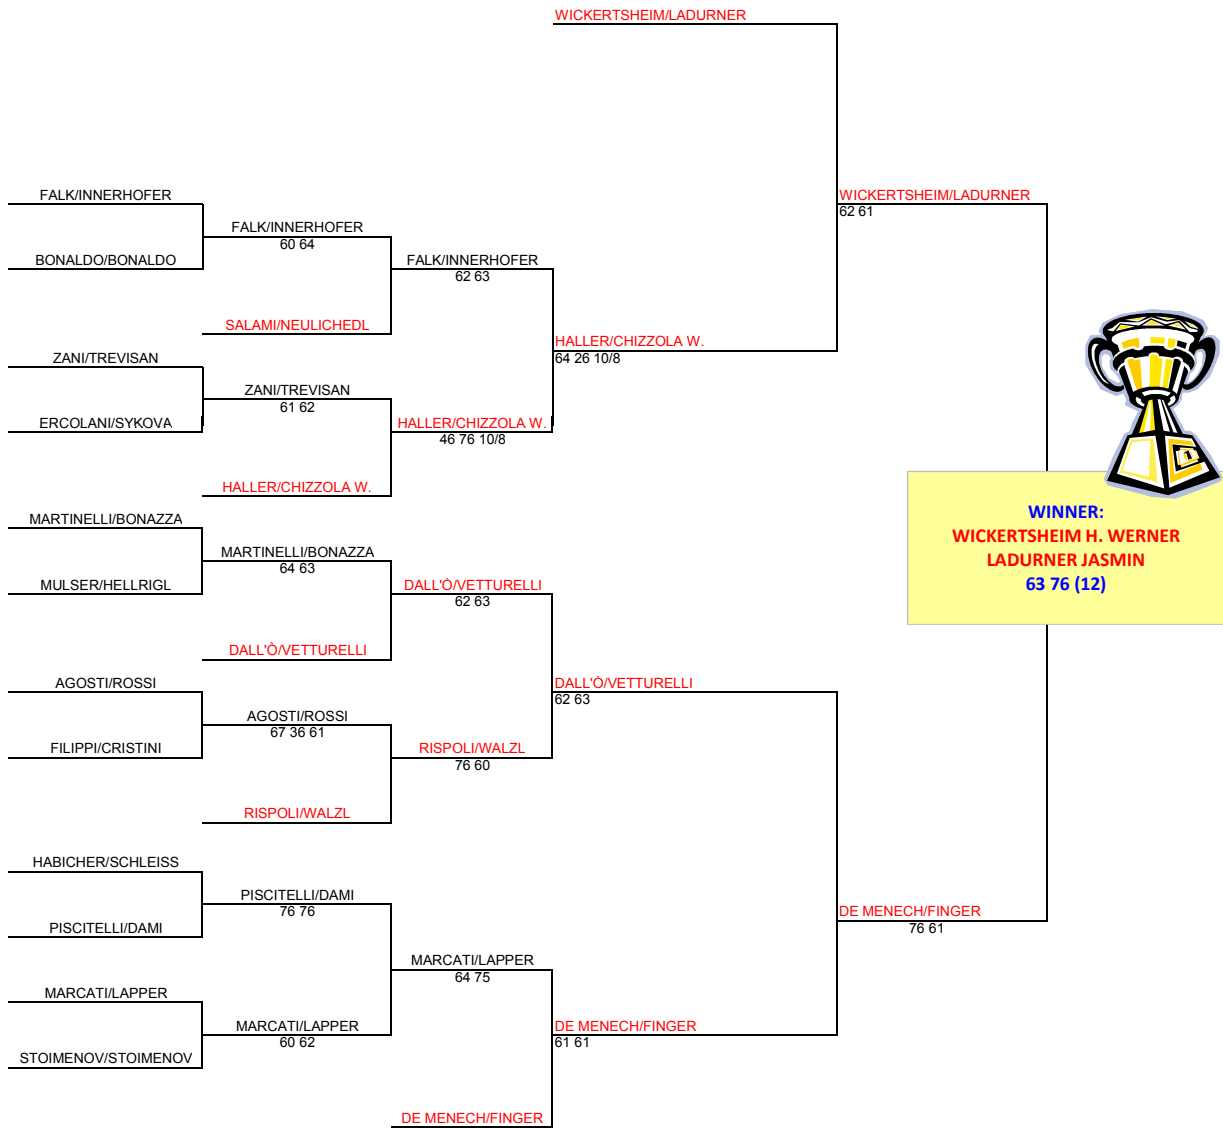 WICKERTSHEIM/LADURNER
FALK/INNERHOFER
WICKERTSHEIM/LADURNER
62 61
FALK/INNERHOFER
60 64
BONALDO/BONALDO
FALK/INNERHOFER
62 63
SALAMI/NEULICHEDL
HALLER/CHIZZOLA W.
64 26 10/8
ZANI/TREVISAN
ZANI/TREVISAN
61 62
ERCOLANI/SYKOVA
HALLER/CHIZZOLA W.
46 76 10/8
HALLER/CHIZZOLA W.
WINNER:
WICKERTSHEIM H. WERNER
LADURNER JASMIN
63 76 (12)
MARTINELLI/BONAZZA
MARTINELLI/BONAZZA
64 63
MULSER/HELLRIGL
DALL'Ò/VETTURELLI
62 63
DALL'Ò/VETTURELLI
AGOSTI/ROSSI
DALL'Ò/VETTURELLI
62 63
AGOSTI/ROSSI
67 36 61
FILIPPI/CRISTINI
RISPOLI/WALZL
76 60
RISPOLI/WALZL
HABICHER/SCHLEISS
PISCITELLI/DAMI
76 76
PISCITELLI/DAMI
DE MENECH/FINGER
76 61
MARCATI/LAPPER
64 75
MARCATI/LAPPER
MARCATI/LAPPER
60 62
DE MENECH/FINGER
61 61
STOIMENOV/STOIMENOV
DE MENECH/FINGER